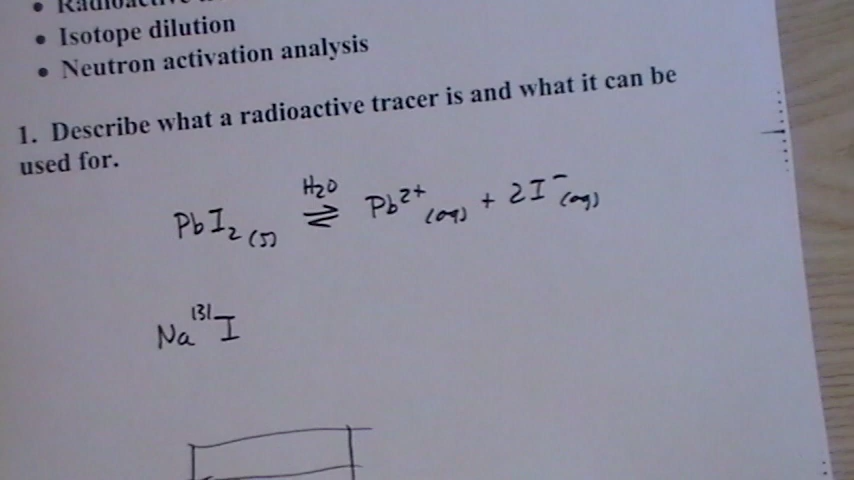 • Isotope dilution
• Neutron activation analysis
1. Describe what a radioactive tracer is and what it can be
used for.
H₂O
PbI₂ (s) ⇌ Pb²⁺ (aq) + 2I⁻ (aq)
Na¹³¹I